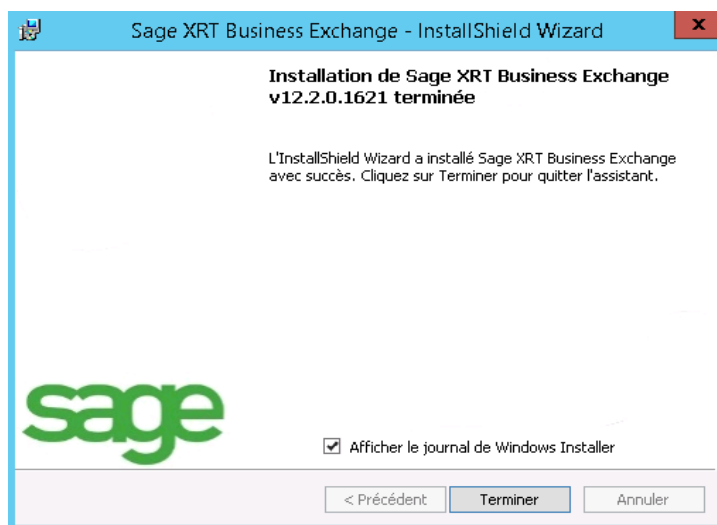 Sage XRT Business Exchange - InstallShield Wizard
x
Installation de Sage XRT Business Exchange
v12.2.0.1621 terminée
L'InstallShield Wizard a installé Sage XRT Business Exchange
avec succès. Cliquez sur Terminer pour quitter l'assistant.
sage
Afficher le journal de Windows Installer
< Précédent Terminer Annuler